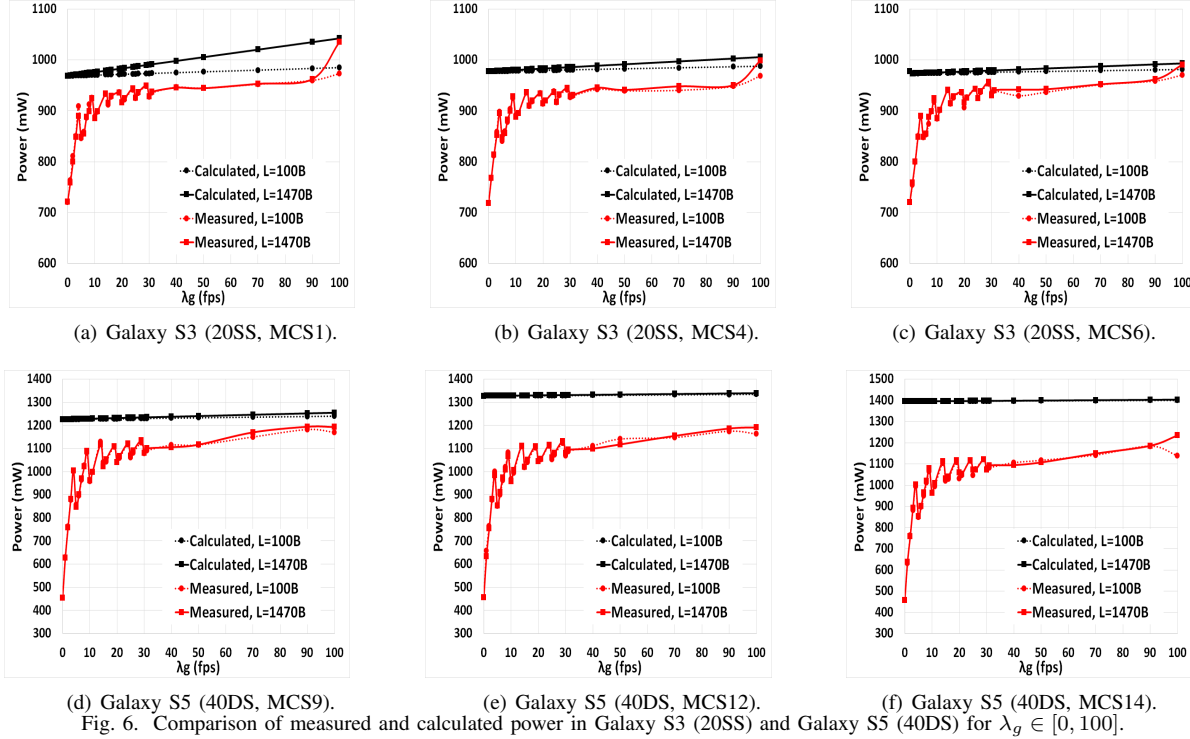 1100
1000
900
800
700
600
Power (mW)
Calculated, L=100B
Calculated, L=1470B
Measured, L=100B
Measured, L=1470B
0 10 20 30 40 50 60 70 80 90 100
λg (fps)
(a) Galaxy S3 (20SS, MCS1).
1100
1000
900
800
700
600
Power (mW)
Calculated, L=100B
Calculated, L=1470B
Measured, L=100B
Measured, L=1470B
0 10 20 30 40 50 60 70 80 90 100
λg (fps)
(b) Galaxy S3 (20SS, MCS4).
1100
1000
900
800
700
600
Power (mW)
Calculated, L=100B
Calculated, L=1470B
Measured, L=100B
Measured, L=1470B
0 10 20 30 40 50 60 70 80 90 100
λg (fps)
(c) Galaxy S3 (20SS, MCS6).
1400
1300
1200
1100
1000
900
800
700
600
500
400
300
Power (mW)
Calculated, L=100B
Calculated, L=1470B
Measured, L=100B
Measured, L=1470B
0 10 20 30 40 50 60 70 80 90 100
λg (fps)
(d) Galaxy S5 (40DS, MCS9).
1400
1300
1200
1100
1000
900
800
700
600
500
400
300
Power (mW)
Calculated, L=100B
Calculated, L=1470B
Measured, L=100B
Measured, L=1470B
0 10 20 30 40 50 60 70 80 90 100
λg (fps)
(e) Galaxy S5 (40DS, MCS12).
1500
1400
1300
1200
1100
1000
900
800
700
600
500
400
300
Power (mW)
Calculated, L=100B
Calculated, L=1470B
Measured, L=100B
Measured, L=1470B
0 10 20 30 40 50 60 70 80 90 100
λg (fps)
(f) Galaxy S5 (40DS, MCS14).
Fig. 6. Comparison of measured and calculated power in Galaxy S3 (20SS) and Galaxy S5 (40DS) for λg ∈ [0, 100].